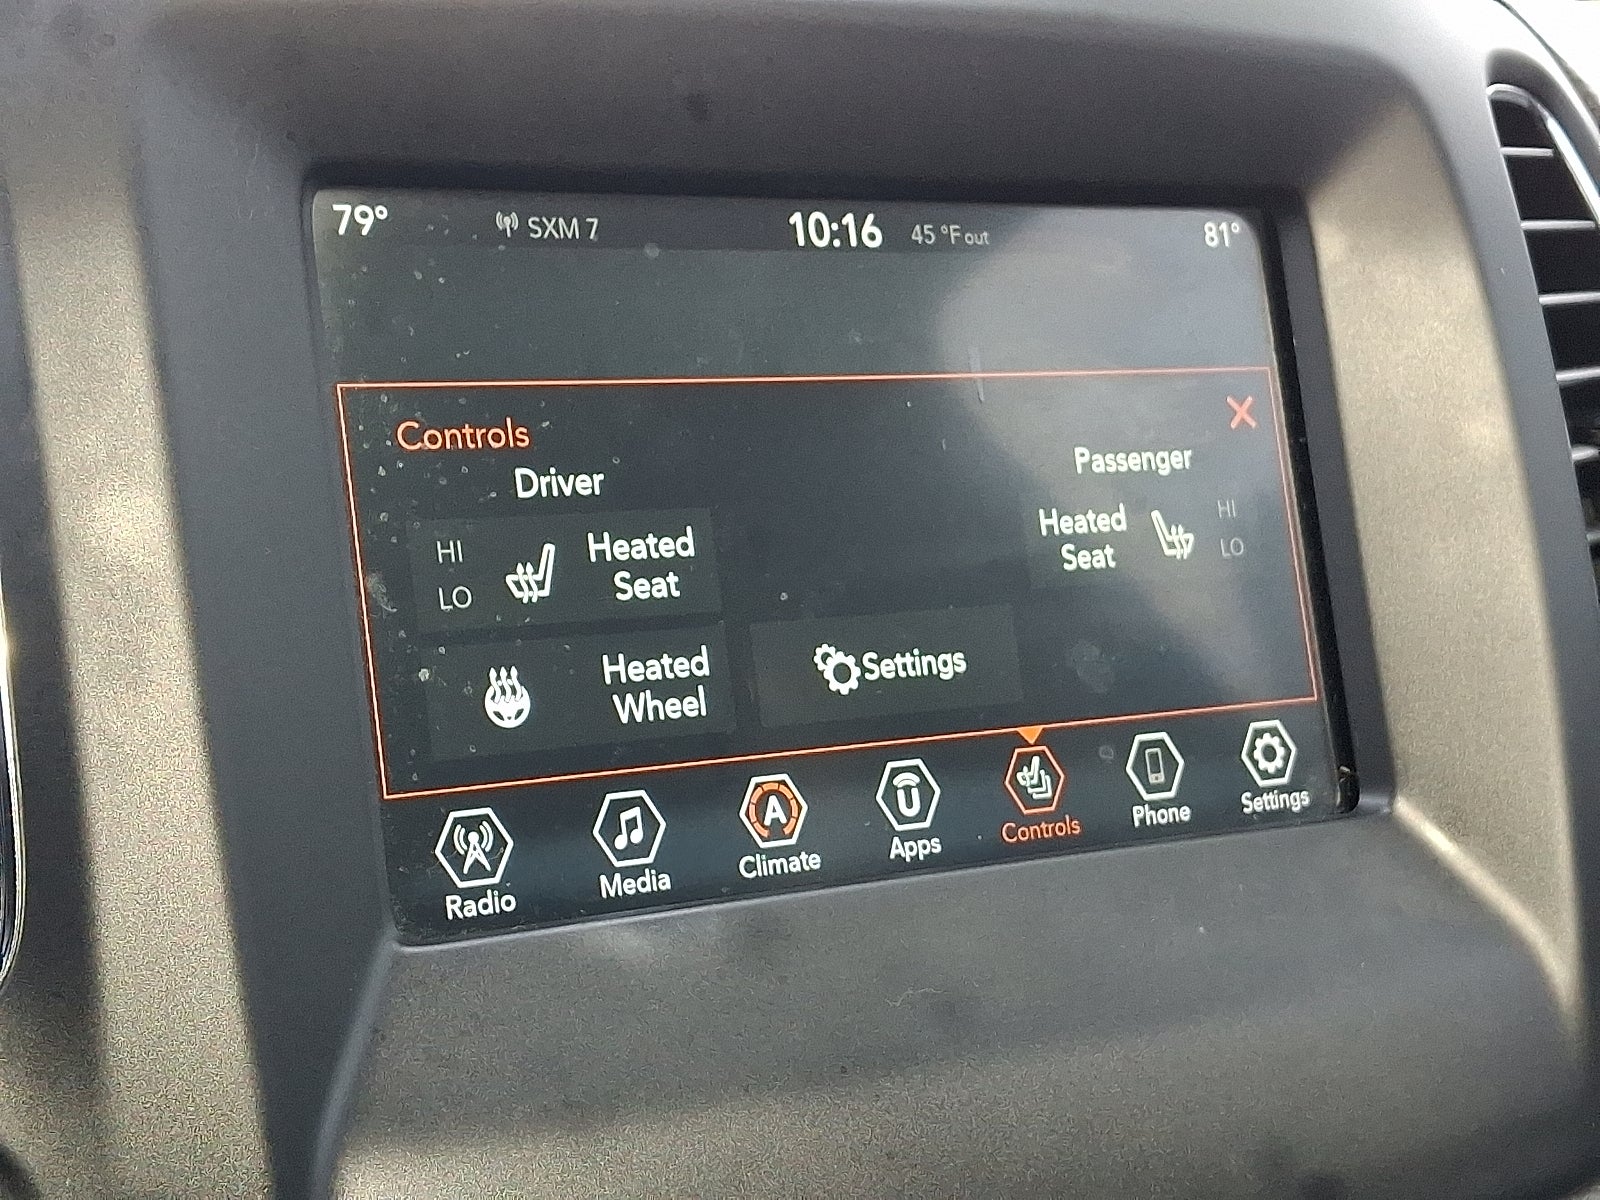 79° SXM 7 10:16 45 °F out 81°
Controls
Driver
Passenger
HI
LO
Heated
Seat
Heated
Seat
HI
LO
Heated
Wheel
Settings
Radio
Media
A
Climate
U
Apps
Controls
Phone
Settings